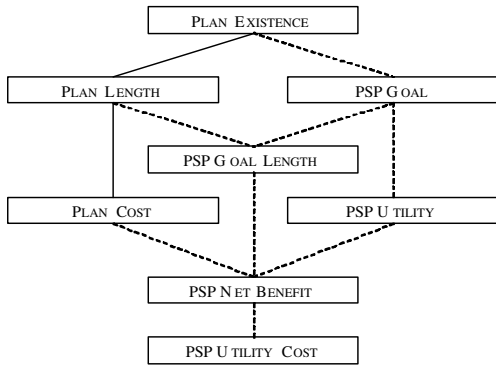 PLAN EXISTENCE
PLAN LENGTH
PSP GOAL
PSP GOAL LENGTH
PLAN COST
PSP UTILITY
PSP NET BENEFIT
PSP UTILITY COST